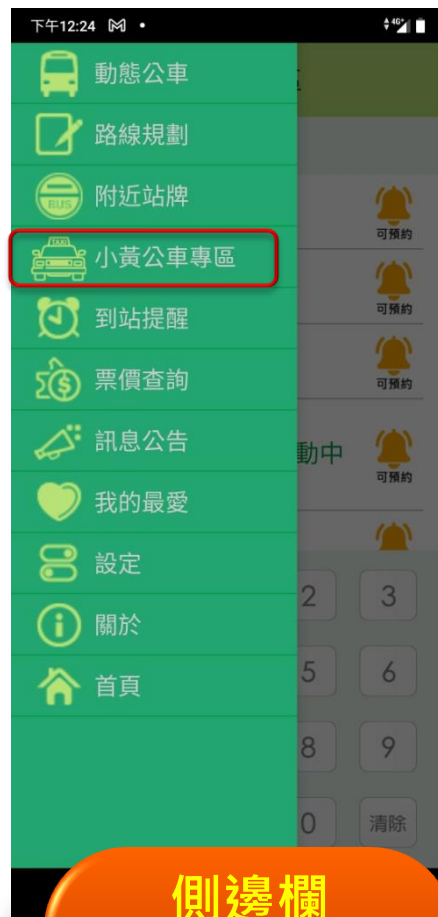 下午12:24
4G+
動態公車
路線規劃
BUS
附近站牌
可預約
TAXI
小黃公車專區
可預約
到站提醒
票價查詢
可預約
訊息公告
動中
可預約
我的最愛
設定
2 3
關於
5 6
首頁
8 9
0 清除
側邊欄